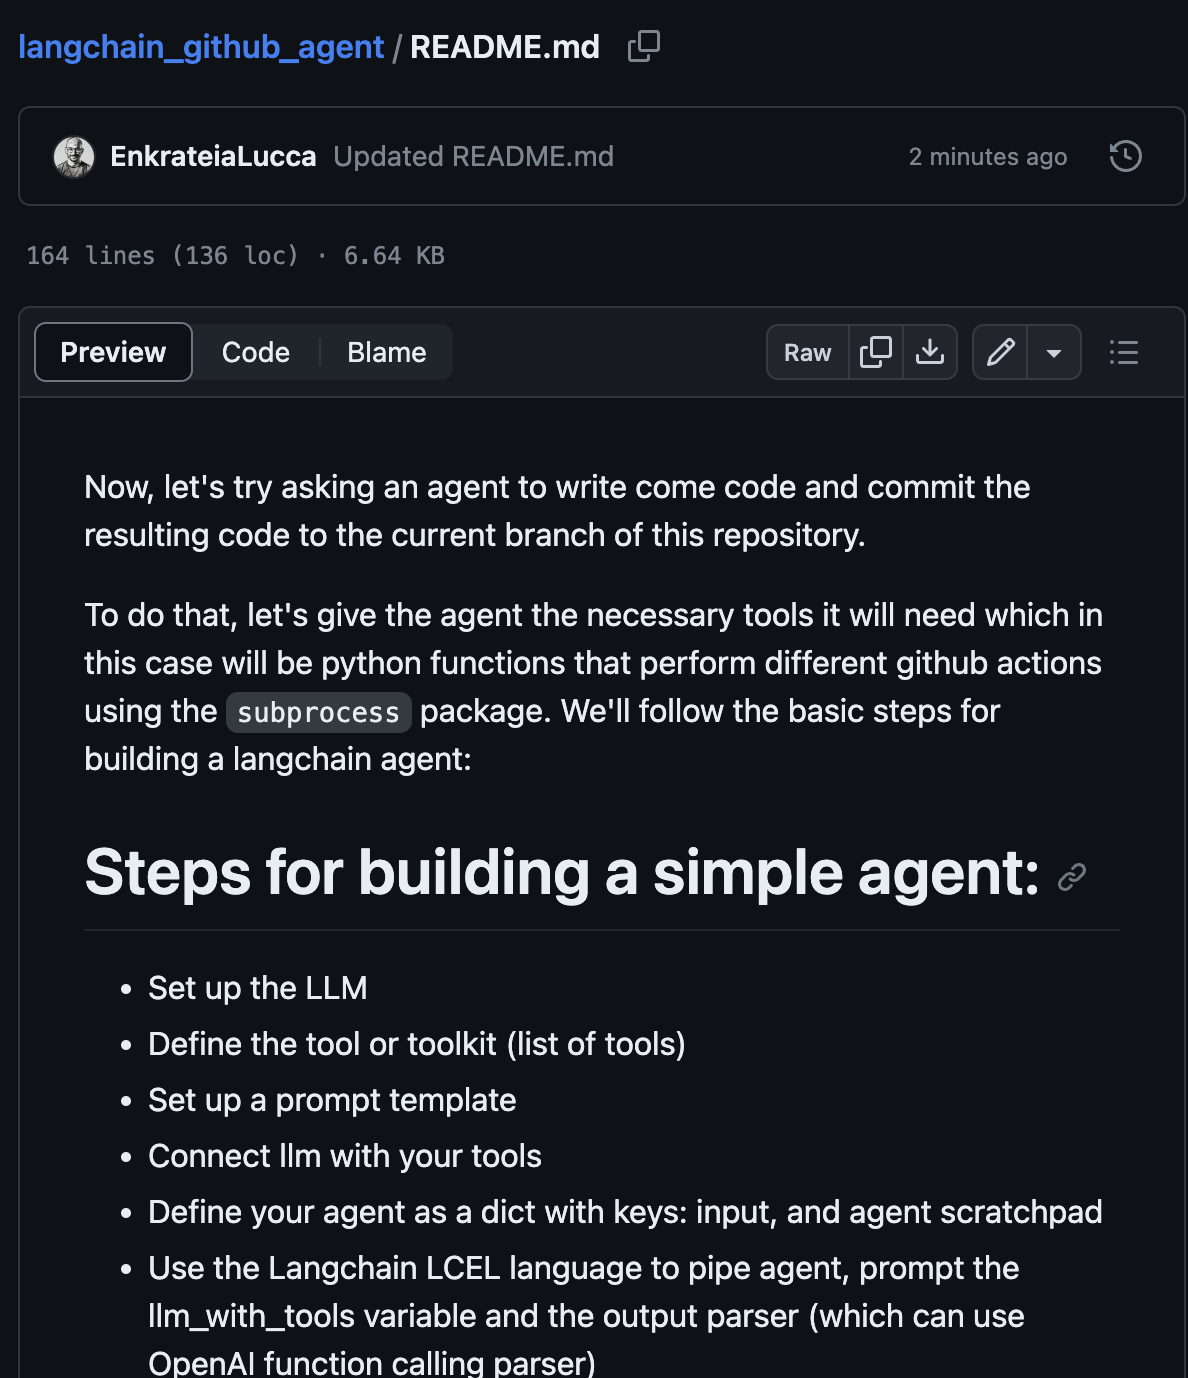 langchain_github_agent / README.md
EnkrateiaLucca Updated README.md 2 minutes ago
164 lines (136 loc) · 6.64 KB
Preview Code Blame Raw
Now, let's try asking an agent to write come code and commit the
resulting code to the current branch of this repository.
To do that, let's give the agent the necessary tools it will need which in
this case will be python functions that perform different github actions
using the subprocess package. We'll follow the basic steps for
building a langchain agent:
Steps for building a simple agent:
• Set up the LLM
• Define the tool or toolkit (list of tools)
• Set up a prompt template
• Connect llm with your tools
• Define your agent as a dict with keys: input, and agent scratchpad
• Use the Langchain LCEL language to pipe agent, prompt the
llm_with_tools variable and the output parser (which can use
OpenAI function calling parser)